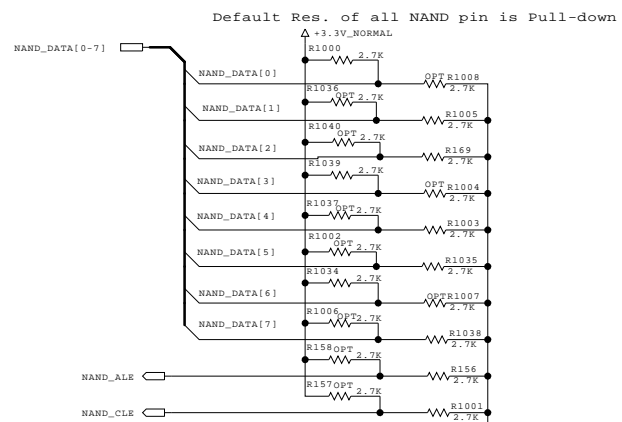 Default Res. of all NAND pin is Pull-down
+3.3V_NORMAL
NAND_DATA[0-7]
R1000
2.7K
NAND_DATA[0]
OPT R1008
2.7K
R1036
OPT 2.7K
NAND_DATA[1]
R1005
2.7K
R1040
OPT 2.7K
NAND_DATA[2]
R169
2.7K
R1039
2.7K
NAND_DATA[3]
OPT R1004
2.7K
R1037
OPT 2.7K
NAND_DATA[4]
R1003
2.7K
R1002
OPT 2.7K
NAND_DATA[5]
R1035
2.7K
R1034
2.7K
NAND_DATA[6]
OPT R1007
2.7K
R1006
OPT 2.7K
NAND_DATA[7]
R1038
2.7K
R158 OPT 2.7K
NAND_ALE
R156
2.7K
R157 OPT 2.7K
NAND_CLE
R1001
2.7K